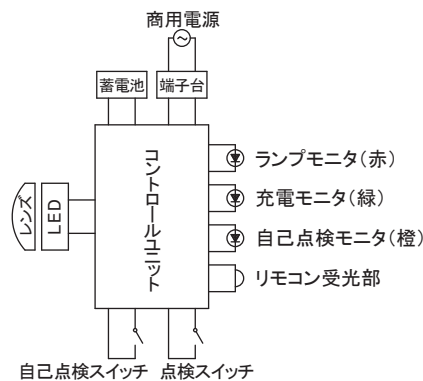 商用電源
蓄電池 端子台
コントロールユニット
レンズ
LED
ランプモニタ(赤)
充電モニタ(緑)
自己点検モニタ(橙)
リモコン受光部
自己点検スイッチ 点検スイッチ